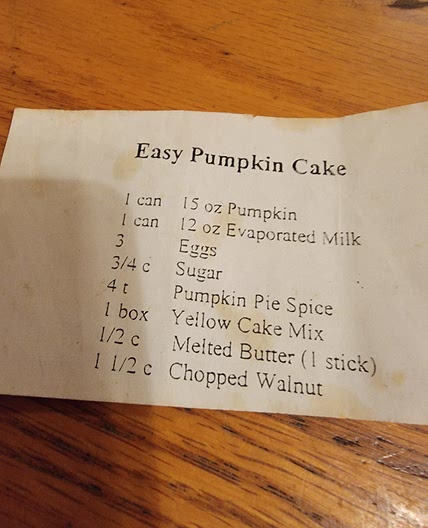 Easy Pumpkin Cake
1 can 15 oz Pumpkin
1 can 12 oz Evaporated Milk
3 Eggs
3/4 c Sugar
4 t Pumpkin Pie Spice
1 box Yellow Cake Mix
1/2 c Melted Butter (1 stick)
1 1/2 c Chopped Walnut